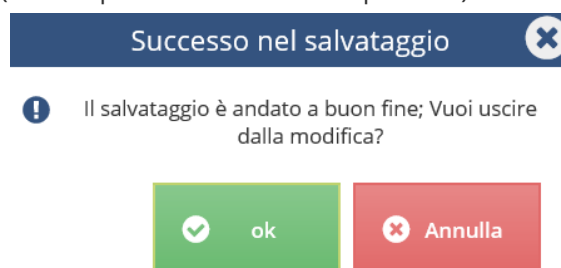 Successo nel salvataggio
Il salvataggio è andato a buon fine; Vuoi uscire
dalla modifica?
ok
Annulla